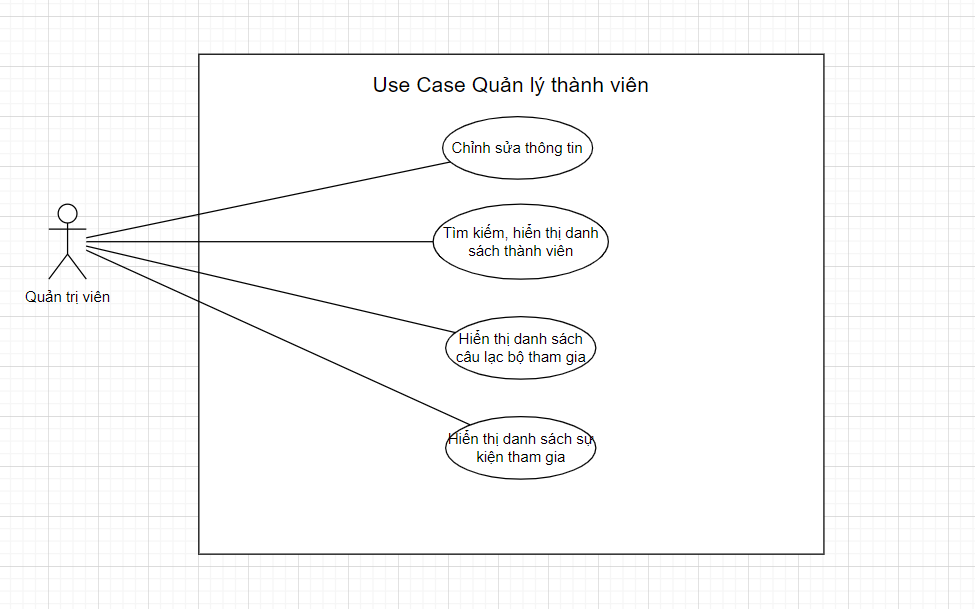 Use Case Quản lý thành viên
Chỉnh sửa thông tin
Tìm kiếm, hiển thị danh
sách thành viên
Quản trị viên
Hiển thị danh sách
câu lạc bộ tham gia
Hiển thị danh sách sự
kiện tham gia